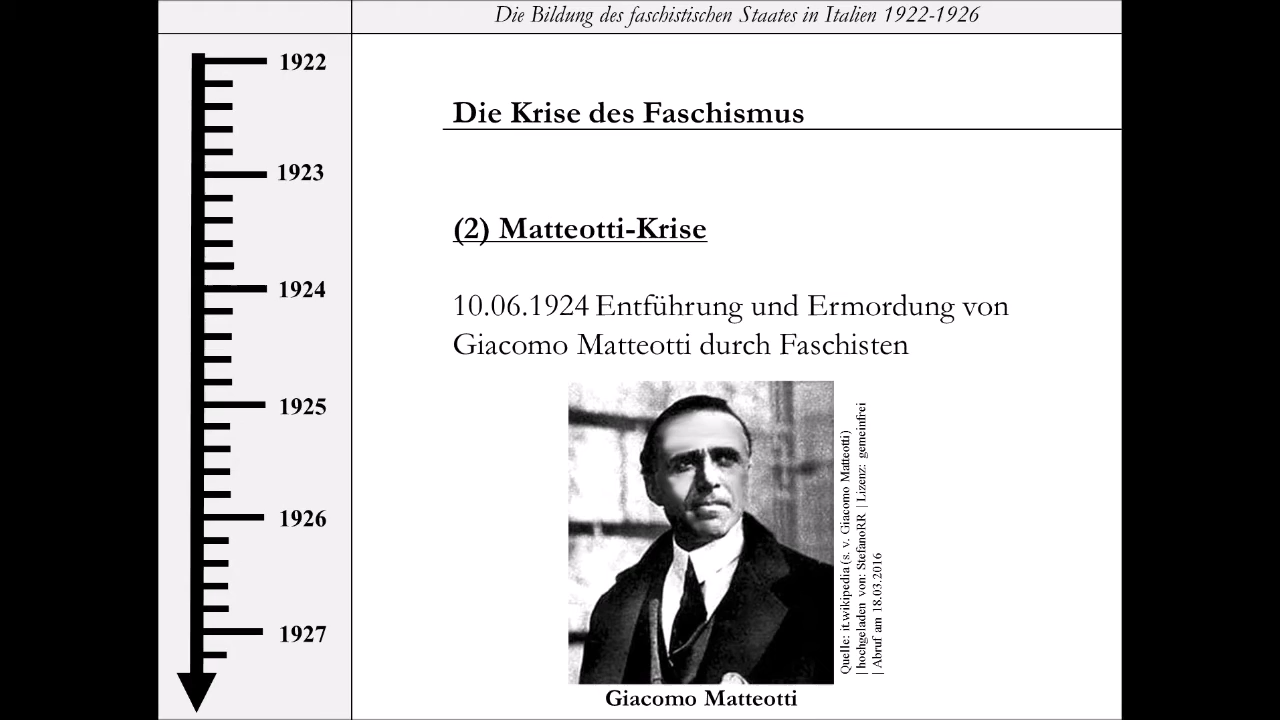 Die Bildung des faschistischen Staates in Italien 1922-1926
1922
1923
1924
1925
1926
1927
Die Krise des Faschismus
(2) Matteotti-Krise
10.06.1924 Entführung und Ermordung von
Giacomo Matteotti durch Faschisten
Quelle: it.wikipedia (s. v. Giacomo Matteotti)
| hochgeladen von: StefanoRR | Lizenz: gemeinfrei
| Abruf am 18.03.2016
Giacomo Matteotti